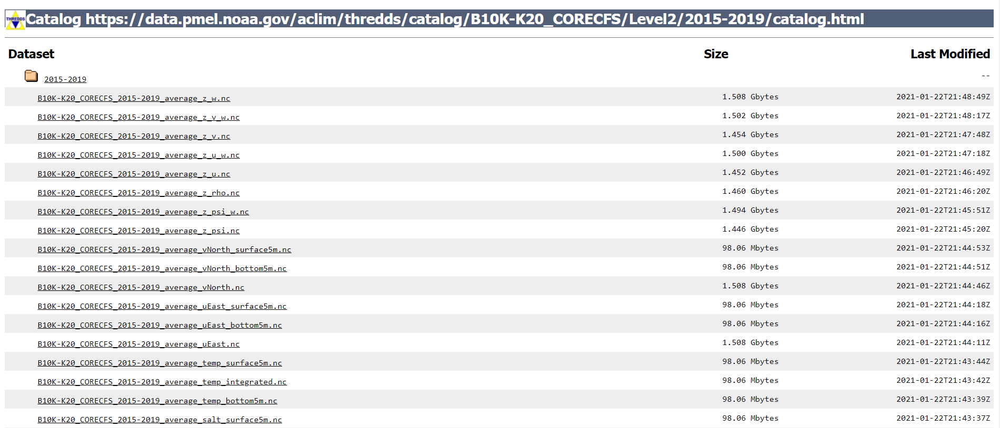 THREDDS
Catalog https://data.pmel.noaa.gov/aclim/thredds/catalog/B10K-K20_CORECFS/Level2/2015-2019/catalog.html
Dataset Size Last Modified
2015-2019 --
B10K-K20_CORECFS_2015-2019_average_z_w.nc 1.508 Gbytes 2021-01-22T21:48:49Z
B10K-K20_CORECFS_2015-2019_average_z_v_w.nc 1.502 Gbytes 2021-01-22T21:48:17Z
B10K-K20_CORECFS_2015-2019_average_z_v.nc 1.454 Gbytes 2021-01-22T21:47:48Z
B10K-K20_CORECFS_2015-2019_average_z_u_w.nc 1.500 Gbytes 2021-01-22T21:47:18Z
B10K-K20_CORECFS_2015-2019_average_z_u.nc 1.452 Gbytes 2021-01-22T21:46:49Z
B10K-K20_CORECFS_2015-2019_average_z_rho.nc 1.460 Gbytes 2021-01-22T21:46:20Z
B10K-K20_CORECFS_2015-2019_average_z_psi_w.nc 1.494 Gbytes 2021-01-22T21:45:51Z
B10K-K20_CORECFS_2015-2019_average_z_psi.nc 1.446 Gbytes 2021-01-22T21:45:20Z
B10K-K20_CORECFS_2015-2019_average_vNorth_surface5m.nc 98.06 Mbytes 2021-01-22T21:44:53Z
B10K-K20_CORECFS_2015-2019_average_vNorth_bottom5m.nc 98.06 Mbytes 2021-01-22T21:44:51Z
B10K-K20_CORECFS_2015-2019_average_vNorth.nc 1.508 Gbytes 2021-01-22T21:44:46Z
B10K-K20_CORECFS_2015-2019_average_uEast_surface5m.nc 98.06 Mbytes 2021-01-22T21:44:18Z
B10K-K20_CORECFS_2015-2019_average_uEast_bottom5m.nc 98.06 Mbytes 2021-01-22T21:44:16Z
B10K-K20_CORECFS_2015-2019_average_uEast.nc 1.508 Gbytes 2021-01-22T21:44:11Z
B10K-K20_CORECFS_2015-2019_average_temp_surface5m.nc 98.06 Mbytes 2021-01-22T21:43:44Z
B10K-K20_CORECFS_2015-2019_average_temp_integrated.nc 98.06 Mbytes 2021-01-22T21:43:42Z
B10K-K20_CORECFS_2015-2019_average_temp_bottom5m.nc 98.06 Mbytes 2021-01-22T21:43:39Z
B10K-K20_CORECFS_2015-2019_average_salt_surface5m.nc 98.06 Mbytes 2021-01-22T21:43:37Z